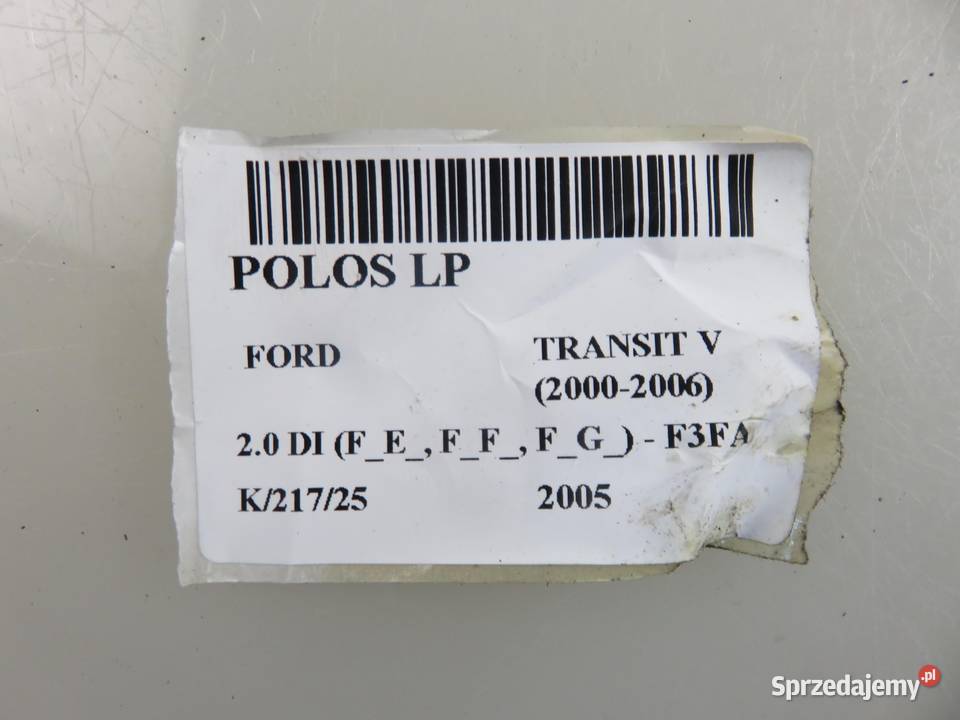 POLOS LP
FORD TRANSIT V
(2000-2006)
2.0 DI (F_E_, F_F_, F_G_) - F3FA
K/217/25 2005
Sprzedajemy.pl